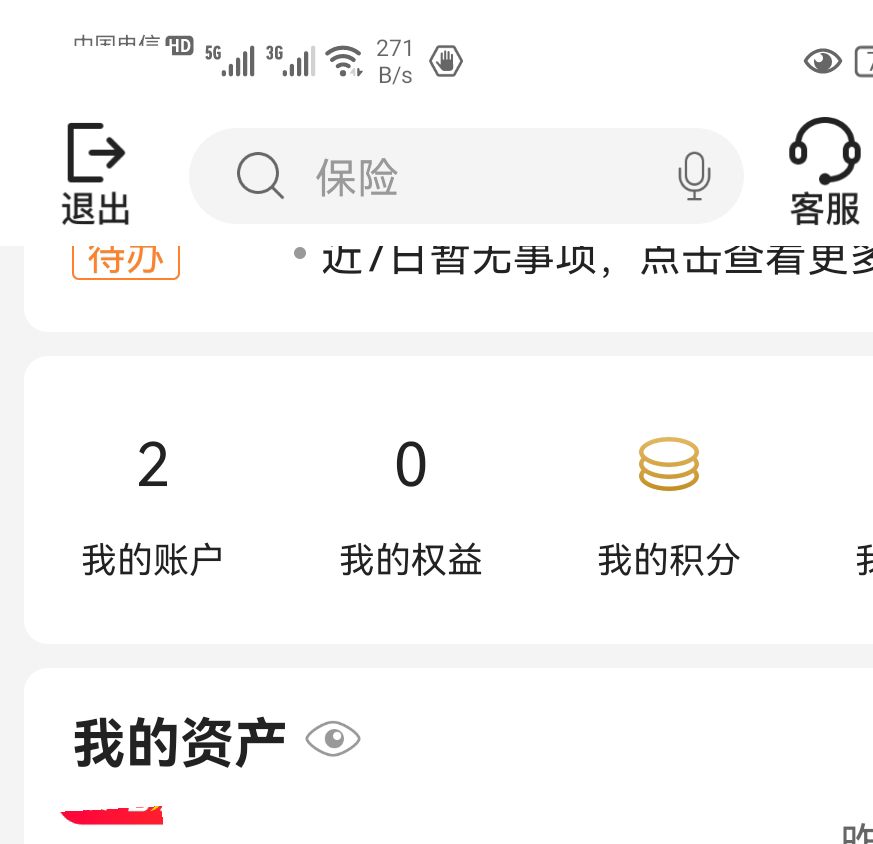 中国电信 HD 5G 3G 271 B/s
退出 保险 客服
待办 • 近7日暂无事项，点击查看更多
2 0
我的账户 我的权益 我的积分
我的资产
昨